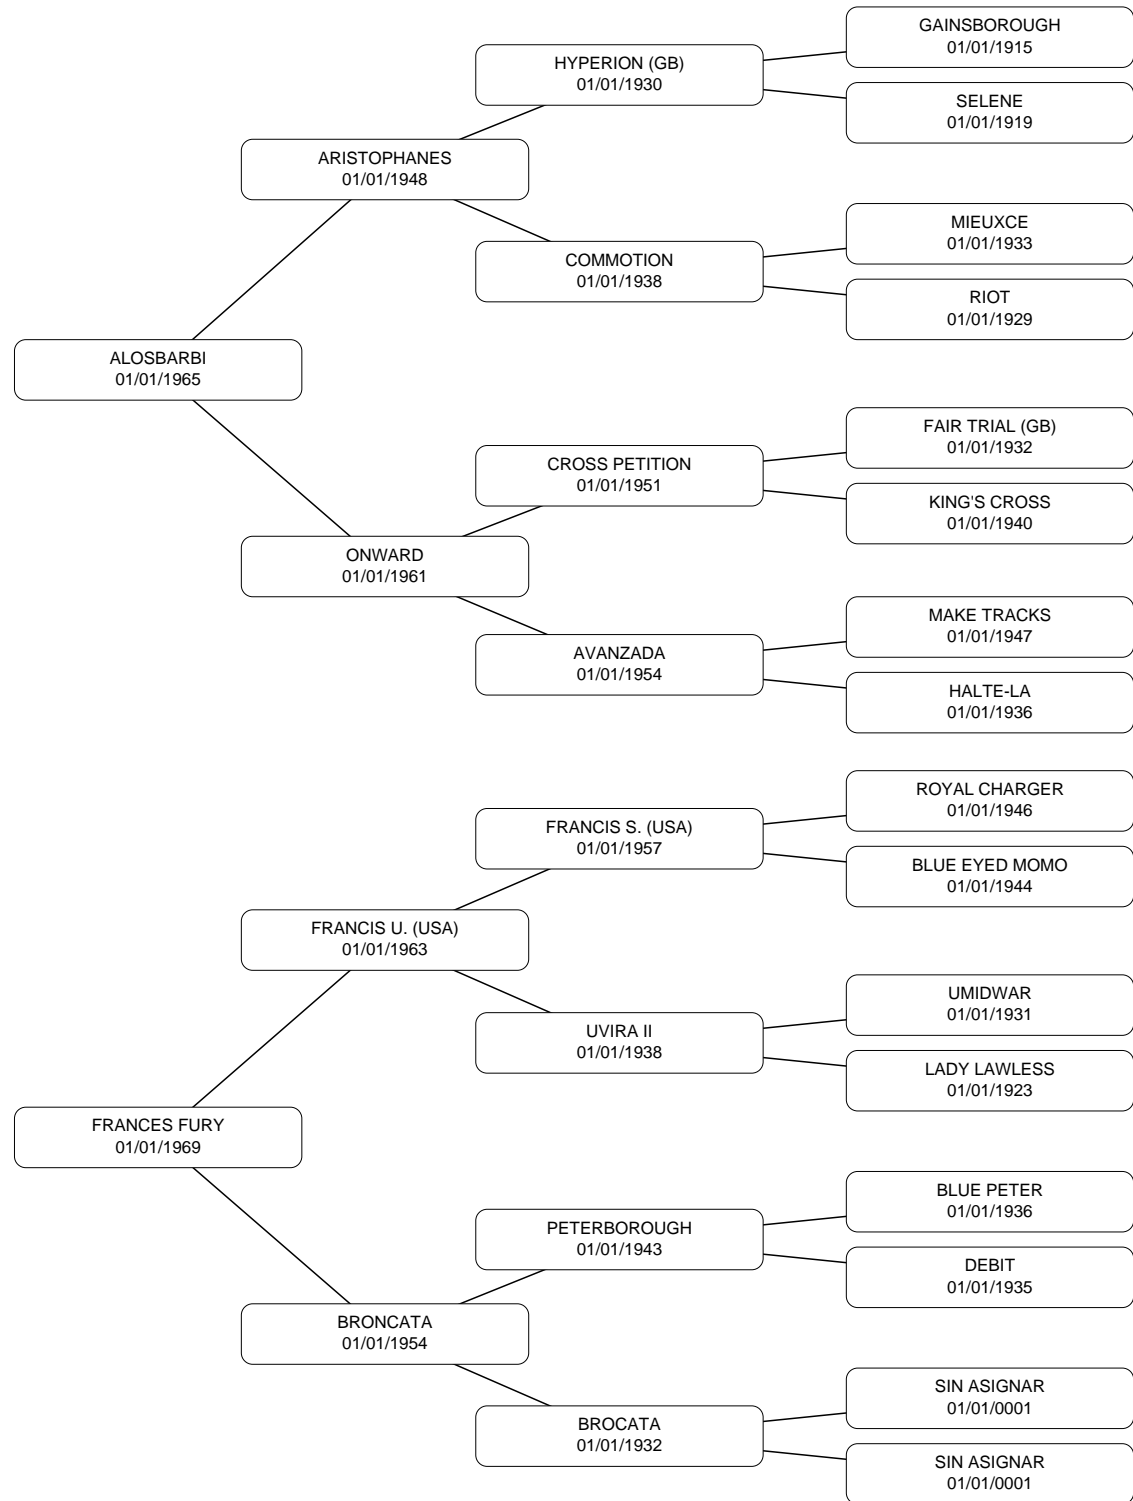 GAINSBOROUGH
01/01/1915
HYPERION (GB)
01/01/1930
SELENE
01/01/1919
ARISTOPHANES
01/01/1948
MIEUXCE
01/01/1933
COMMOTION
01/01/1938
RIOT
01/01/1929
ALOSBARBI
01/01/1965
FAIR TRIAL (GB)
01/01/1932
CROSS PETITION
01/01/1951
KING'S CROSS
01/01/1940
ONWARD
01/01/1961
MAKE TRACKS
01/01/1947
AVANZADA
01/01/1954
HALTE-LA
01/01/1936
ROYAL CHARGER
01/01/1946
FRANCIS S. (USA)
01/01/1957
BLUE EYED MOMO
01/01/1944
FRANCIS U. (USA)
01/01/1963
UMIDWAR
01/01/1931
UVIRA II
01/01/1938
LADY LAWLESS
01/01/1923
FRANCES FURY
01/01/1969
BLUE PETER
01/01/1936
PETERBOROUGH
01/01/1943
DEBIT
01/01/1935
BRONCATA
01/01/1954
SIN ASIGNAR
01/01/0001
BROCATA
01/01/1932
SIN ASIGNAR
01/01/0001